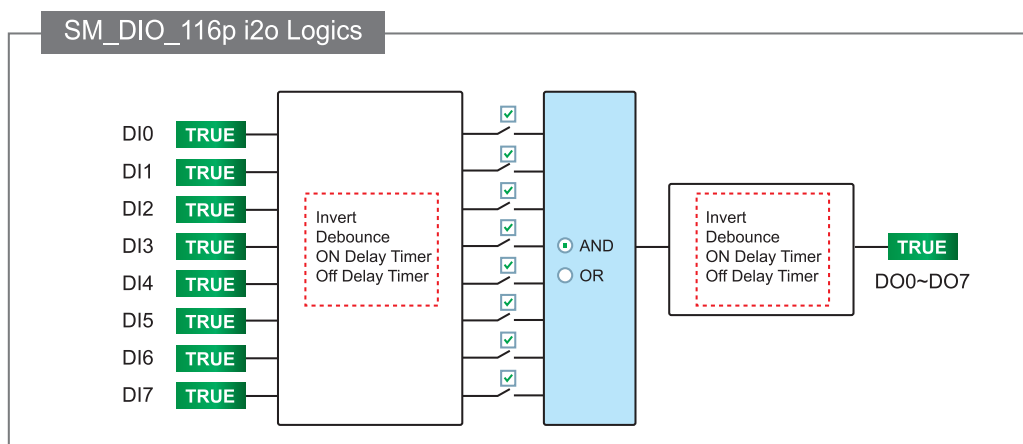 SM_DIO_116p i2o Logics
DI0 TRUE
DI1 TRUE
DI2 TRUE
DI3 TRUE
DI4 TRUE
DI5 TRUE
DI6 TRUE
DI7 TRUE
Invert
Debounce
ON Delay Timer
Off Delay Timer
AND
OR
Invert
Debounce
ON Delay Timer
Off Delay Timer
TRUE
DO0~DO7